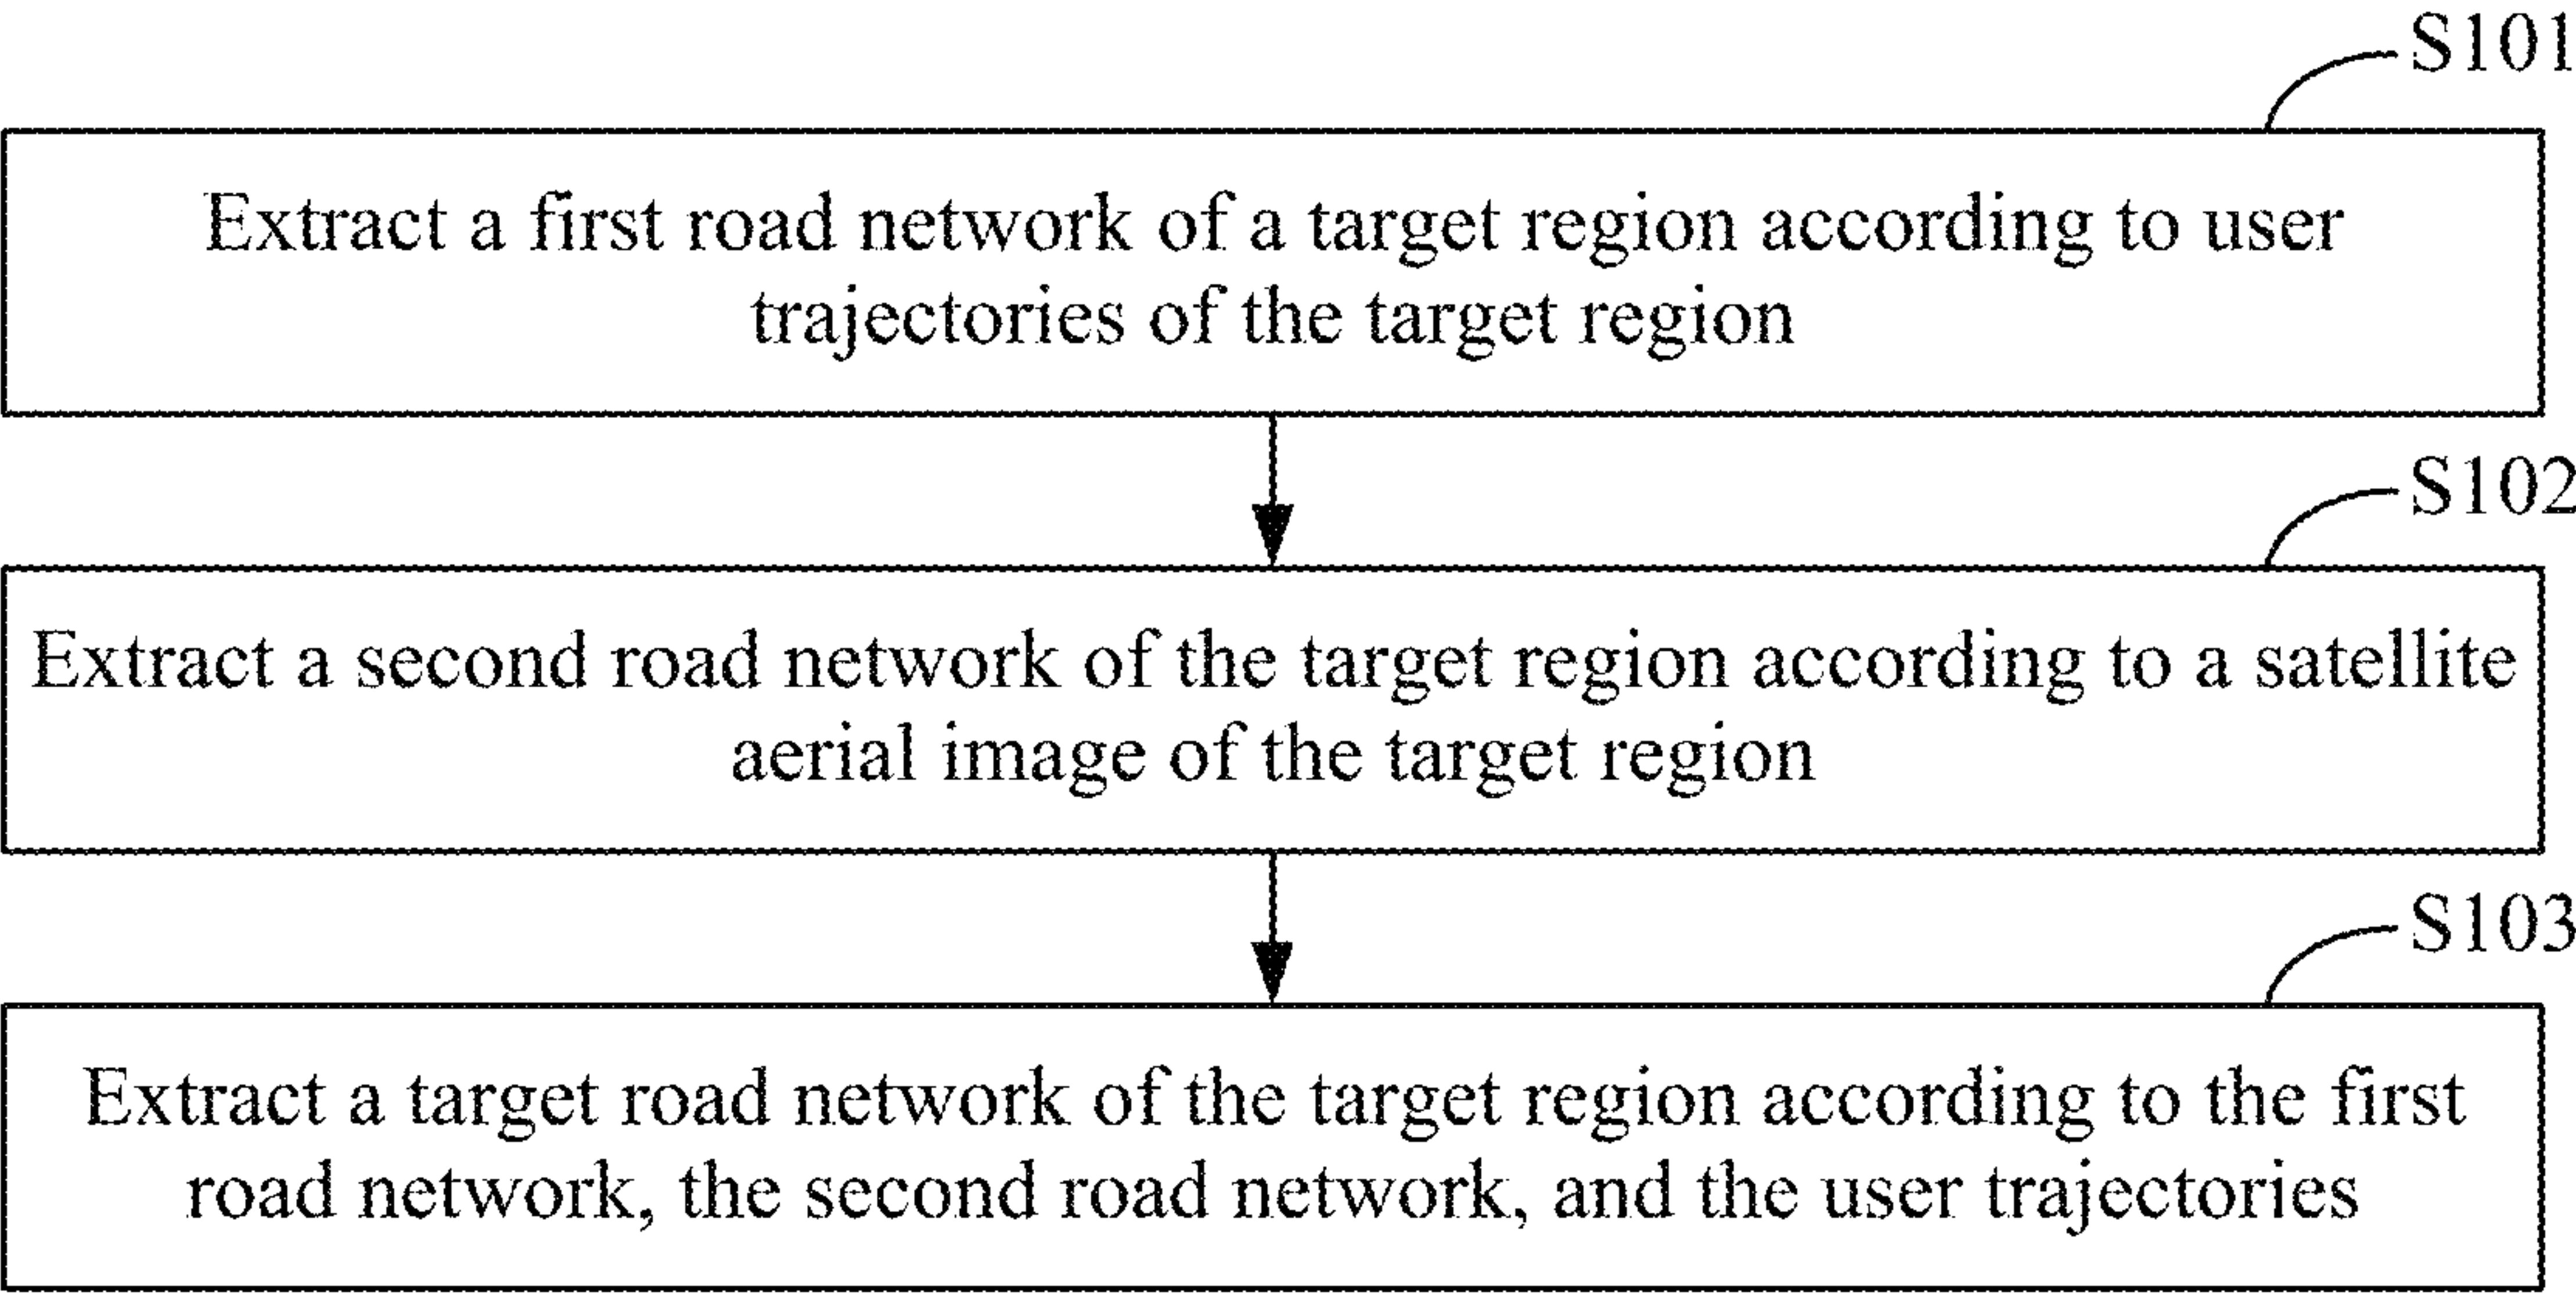 S101
Extract a first road network of a target region according to user
trajectories of the target region
S102
Extract a second road network of the target region according to a satellite
aerial image of the target region
S103
Extract a target road network of the target region according to the first
road network, the second road network, and the user trajectories